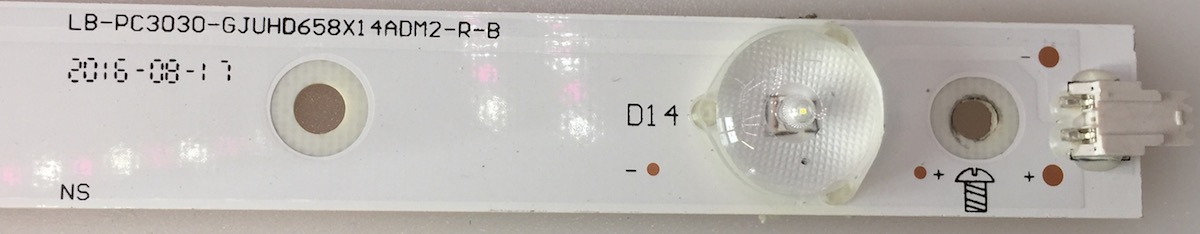 LB-PC3030-GJUHD658X14ADM2-R-B
2016-08-17
D14
-
-
+
+
NS